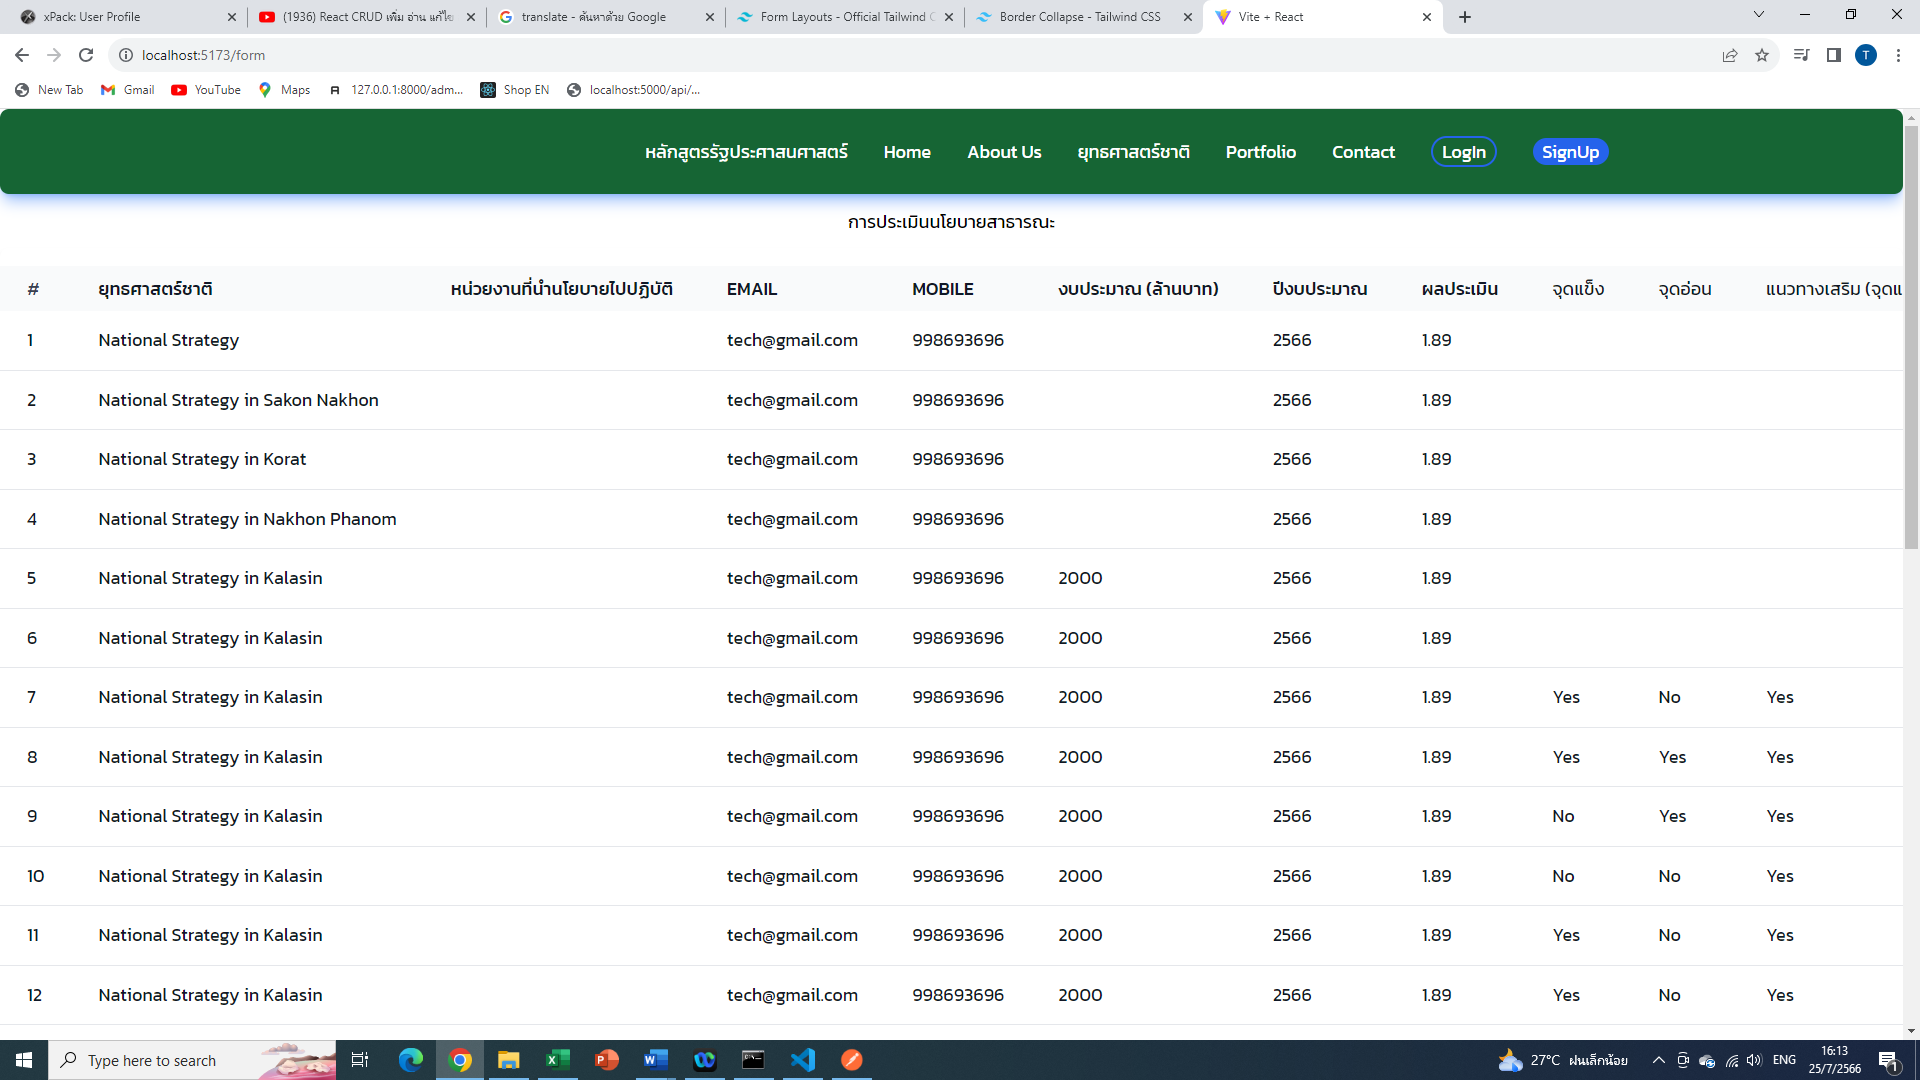 xPack: User Profile
(1936) React CRUD เพิ่ม อ่าน แก้ไข
translate - ค้นหาด้วย Google
Form Layouts - Official Tailwind C
Border Collapse - Tailwind CSS
Vite + React
localhost:5173/form
T
New Tab
Gmail
YouTube
Maps
127.0.0.1:8000/adm...
Shop EN
localhost:5000/api/...
หลักสูตรรัฐประศาสนศาสตร์ Home About Us ยุทธศาสตร์ชาติ Portfolio Contact LogIn SignUp
การประเมินนโยบายสาธารณะ
# ยุทธศาสตร์ชาติ หน่วยงานที่นำนโยบายไปปฏิบัติ EMAIL MOBILE งบประมาณ (ล้านบาท) ปีงบประมาณ ผลประเมิน จุดแข็ง จุดอ่อน แนวทางเสริม (จุดแ
1 National Strategy tech@gmail.com 998693696 2566 1.89
2 National Strategy in Sakon Nakhon tech@gmail.com 998693696 2566 1.89
3 National Strategy in Korat tech@gmail.com 998693696 2566 1.89
4 National Strategy in Nakhon Phanom tech@gmail.com 998693696 2566 1.89
5 National Strategy in Kalasin tech@gmail.com 998693696 2000 2566 1.89
6 National Strategy in Kalasin tech@gmail.com 998693696 2000 2566 1.89
7 National Strategy in Kalasin tech@gmail.com 998693696 2000 2566 1.89 Yes No Yes
8 National Strategy in Kalasin tech@gmail.com 998693696 2000 2566 1.89 Yes Yes Yes
9 National Strategy in Kalasin tech@gmail.com 998693696 2000 2566 1.89 No Yes Yes
10 National Strategy in Kalasin tech@gmail.com 998693696 2000 2566 1.89 No No Yes
11 National Strategy in Kalasin tech@gmail.com 998693696 2000 2566 1.89 Yes No Yes
12 National Strategy in Kalasin tech@gmail.com 998693696 2000 2566 1.89 Yes No Yes
Type here to search
27°C ฝนเล็กน้อย
ENG
16:13
25/7/2566
1